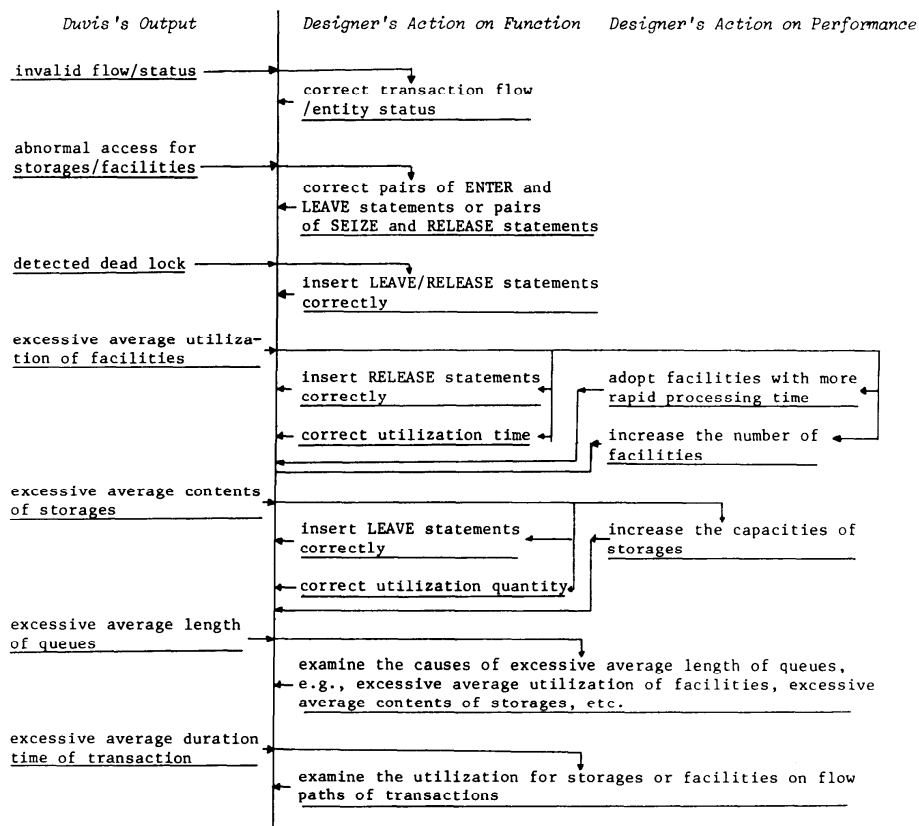 Duvis's Output
Designer's Action on Function
Designer's Action on Performance
invalid flow/status
correct transaction flow
/entity status
abnormal access for
storages/facilities
correct pairs of ENTER and
LEAVE statements or pairs
of SEIZE and RELEASE statements
detected dead lock
insert LEAVE/RELEASE statements
correctly
excessive average utiliza-
tion of facilities
insert RELEASE statements
correctly
adopt facilities with more
rapid processing time
correct utilization time
increase the number of
facilities
excessive average contents
of storages
insert LEAVE statements
correctly
increase the capacities of
storages
correct utilization quantity
excessive average length
of queues
examine the causes of excessive average length of queues,
e.g., excessive average utilization of facilities, excessive
average contents of storages, etc.
excessive average duration
time of transaction
examine the utilization for storages or facilities on flow
paths of transactions